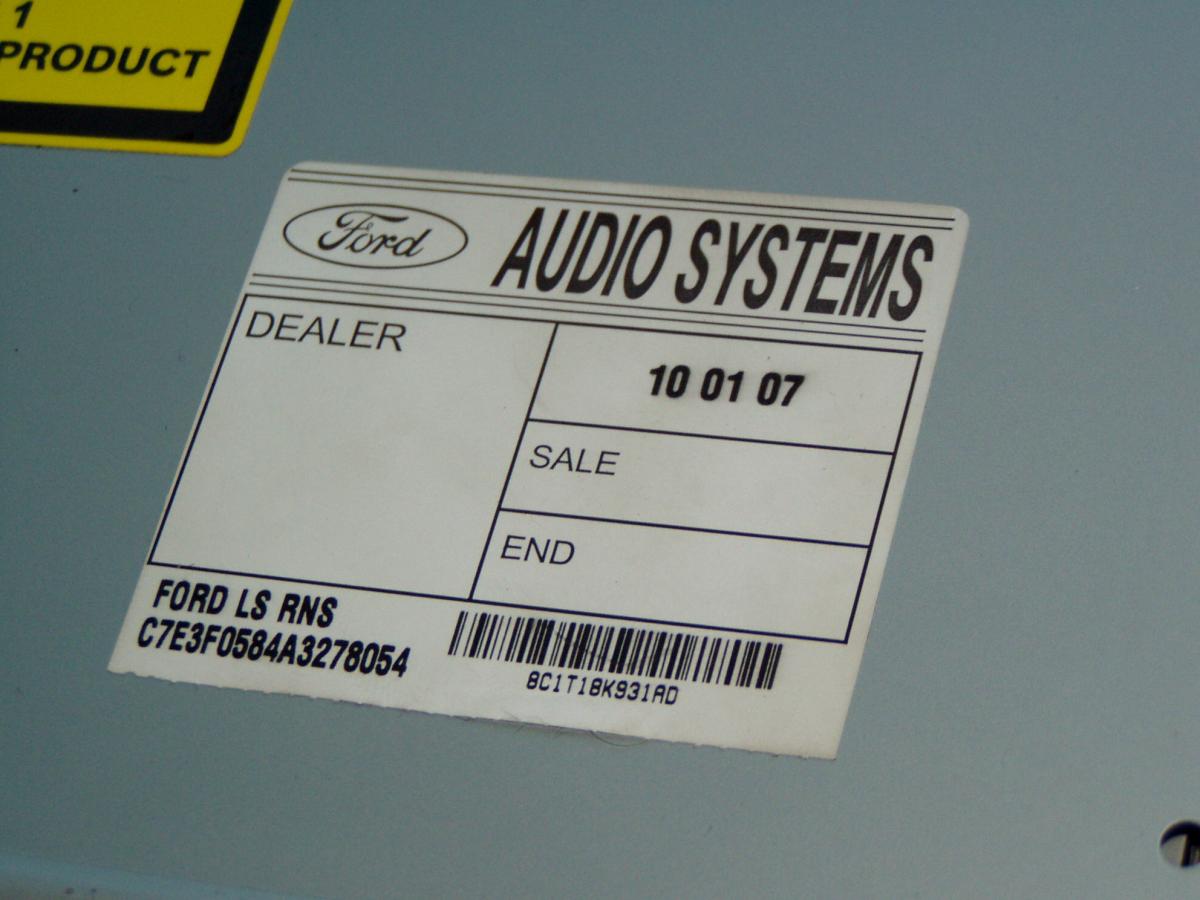 1
PRODUCT
Ford AUDIO SYSTEMS
DEALER
10 01 07
SALE
END
FORD LS RNS
C7E3F0584A3278054
8C1T18K931AD